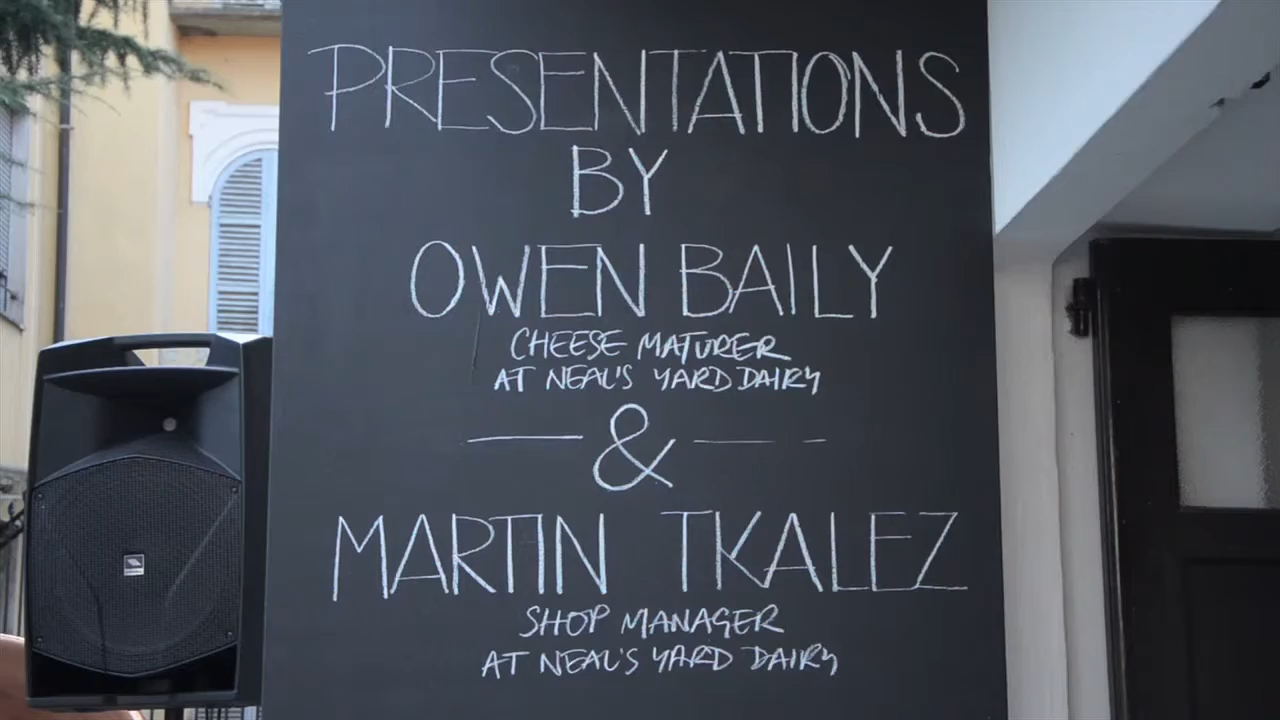 PRESENTATIONS
BY
OWEN BAILY
CHEESE MATURER
AT NEAL'S YARD DAIRY
&
MARTIN TKALEZ
SHOP MANAGER
AT NEAL'S YARD DAIRY